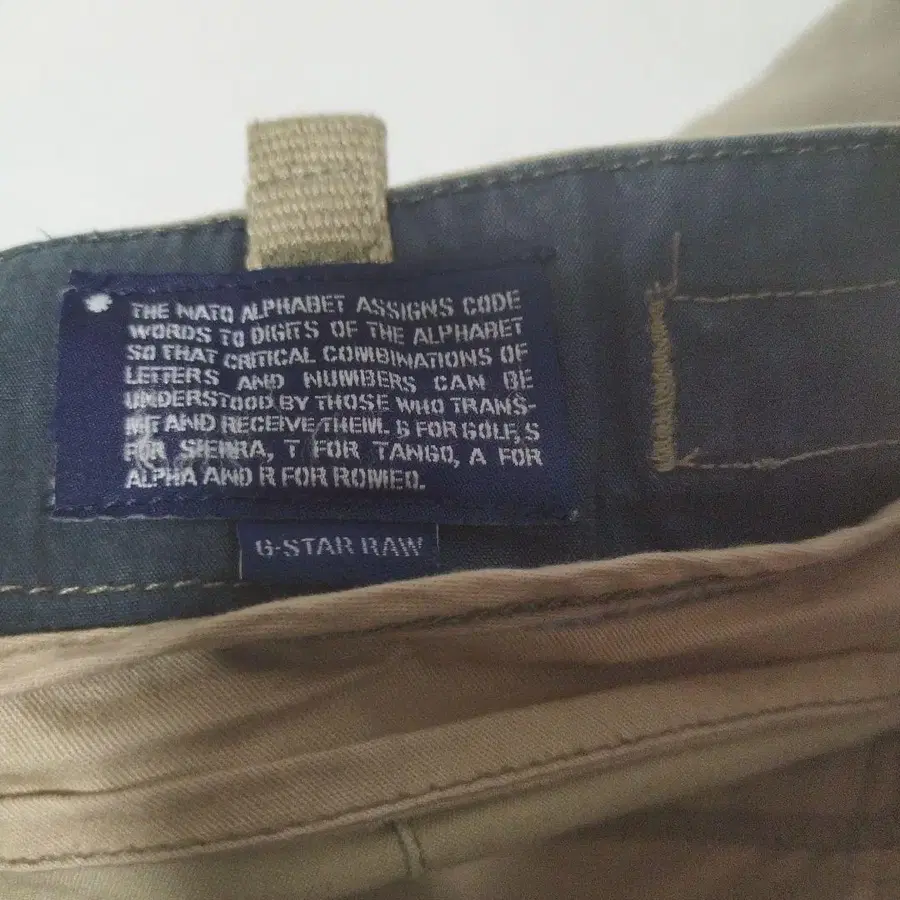 THE NATO ALPHABET ASSIGNS CODE
WORDS TO DIGITS OF THE ALPHABET
SO THAT CRITICAL COMBINATIONS OF
LETTERS AND NUMBERS CAN BE
UNDERSTOOD BY THOSE WHO TRANS-
MIT AND RECEIVE THEM. G FOR GOLF, S
FOR SIERRA, T FOR TANGO, A FOR
ALPHA AND R FOR ROMEO.
G-STAR RAW